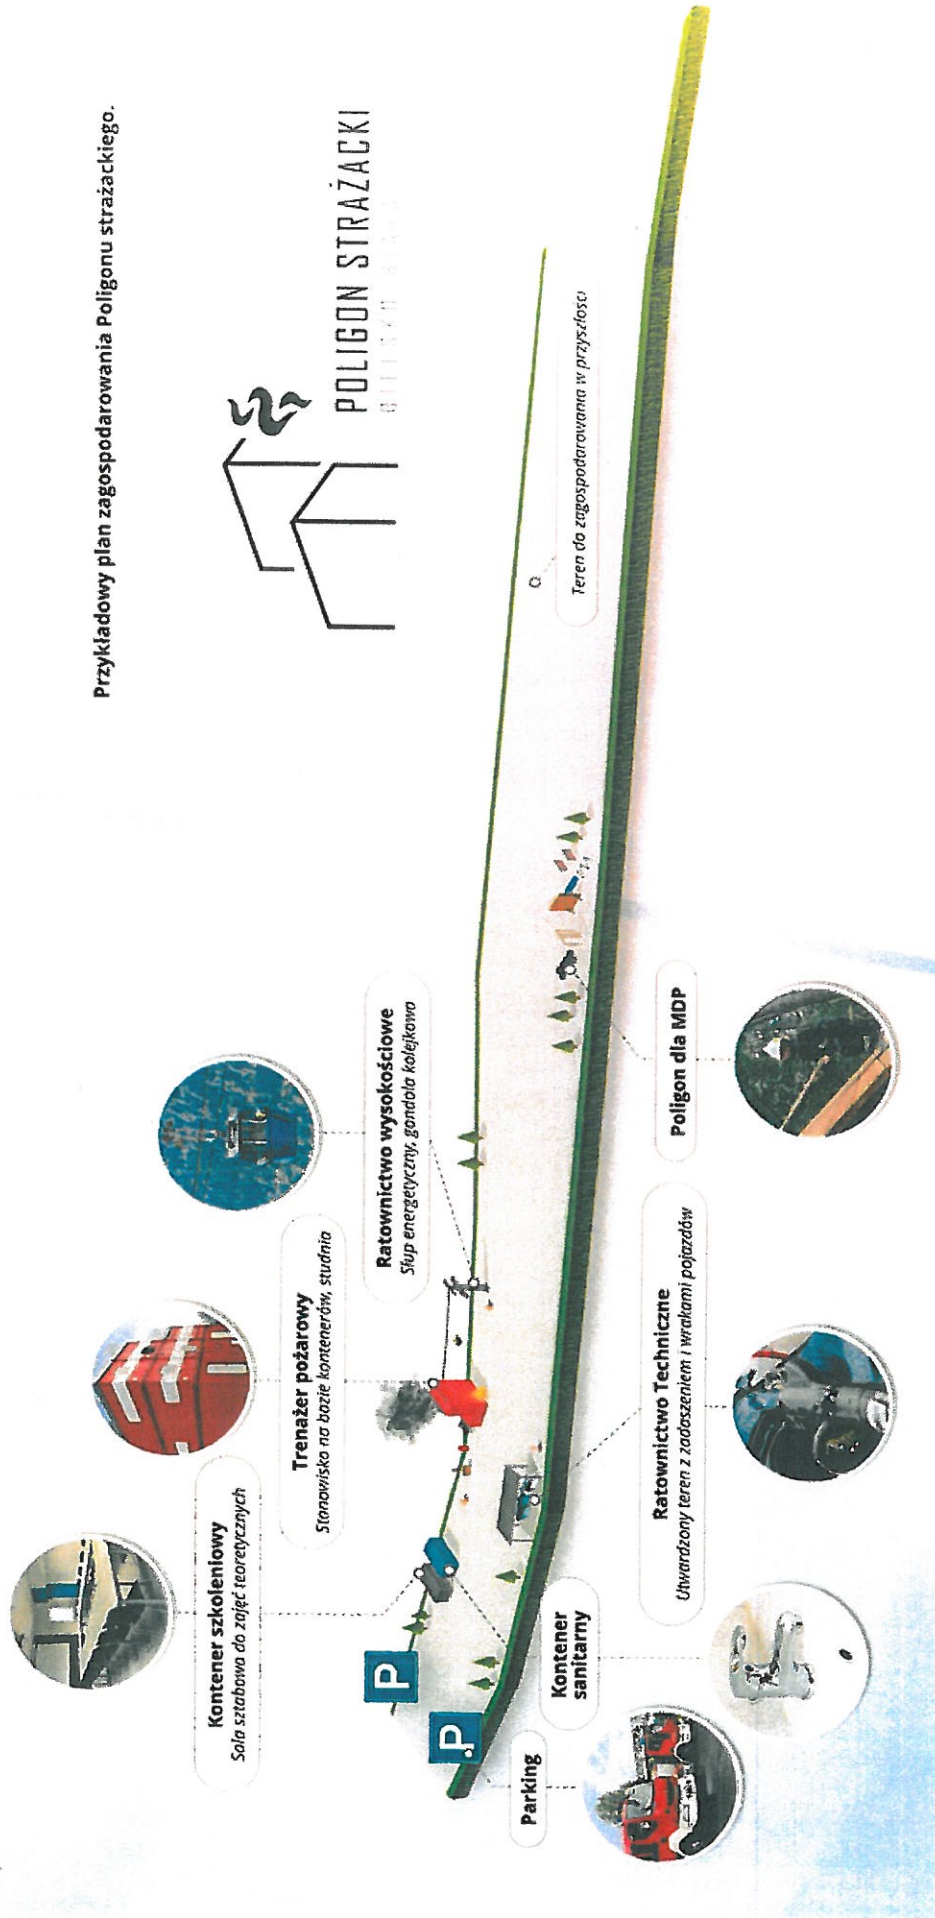 Przykładowy plan zagospodarowania Poligonu strażackiego.
POLIGON STRAŻACKI
Kontener szkoleniowy
Sala sztabowa do zajęć teoretycznych
Trenażer pożarowy
Stanowisko na bazie kontenerów, studnia
Ratownictwo wysokościowe
Słup energetyczny, gondola kolejkowa
Teren do zagospodarowania w przyszłości
P
P
Parking
Kontener
sanitarny
Ratownictwo Techniczne
Utwardzony teren z zadaszeniem i wrakami pojazdów
Poligon dla MDP